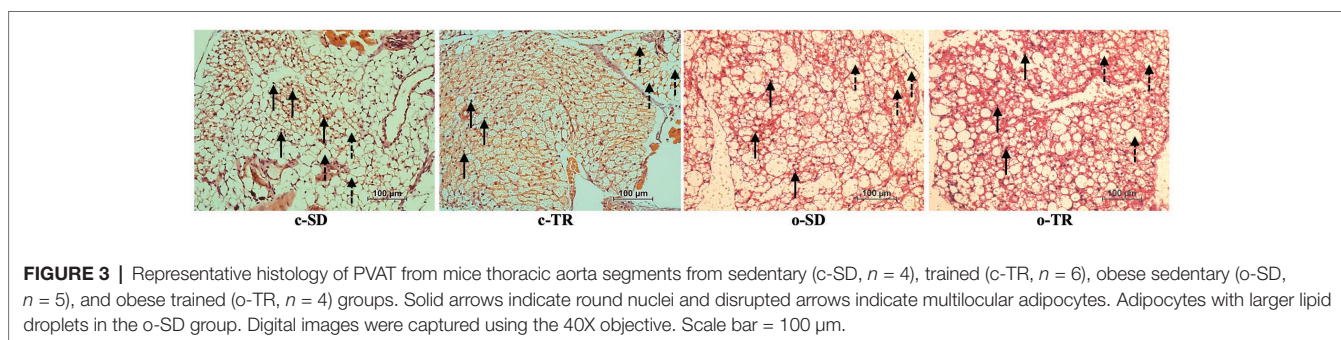 100 µm
100 µm
100 µm
100 µm
c-SD
c-TR
o-SD
o-TR
FIGURE 3 | Representative histology of PVAT from mice thoracic aorta segments from sedentary (c-SD, n = 4), trained (c-TR, n = 6), obese sedentary (o-SD,
n = 5), and obese trained (o-TR, n = 4) groups. Solid arrows indicate round nuclei and disrupted arrows indicate multilocular adipocytes. Adipocytes with larger lipid
droplets in the o-SD group. Digital images were captured using the 40X objective. Scale bar = 100 µm.